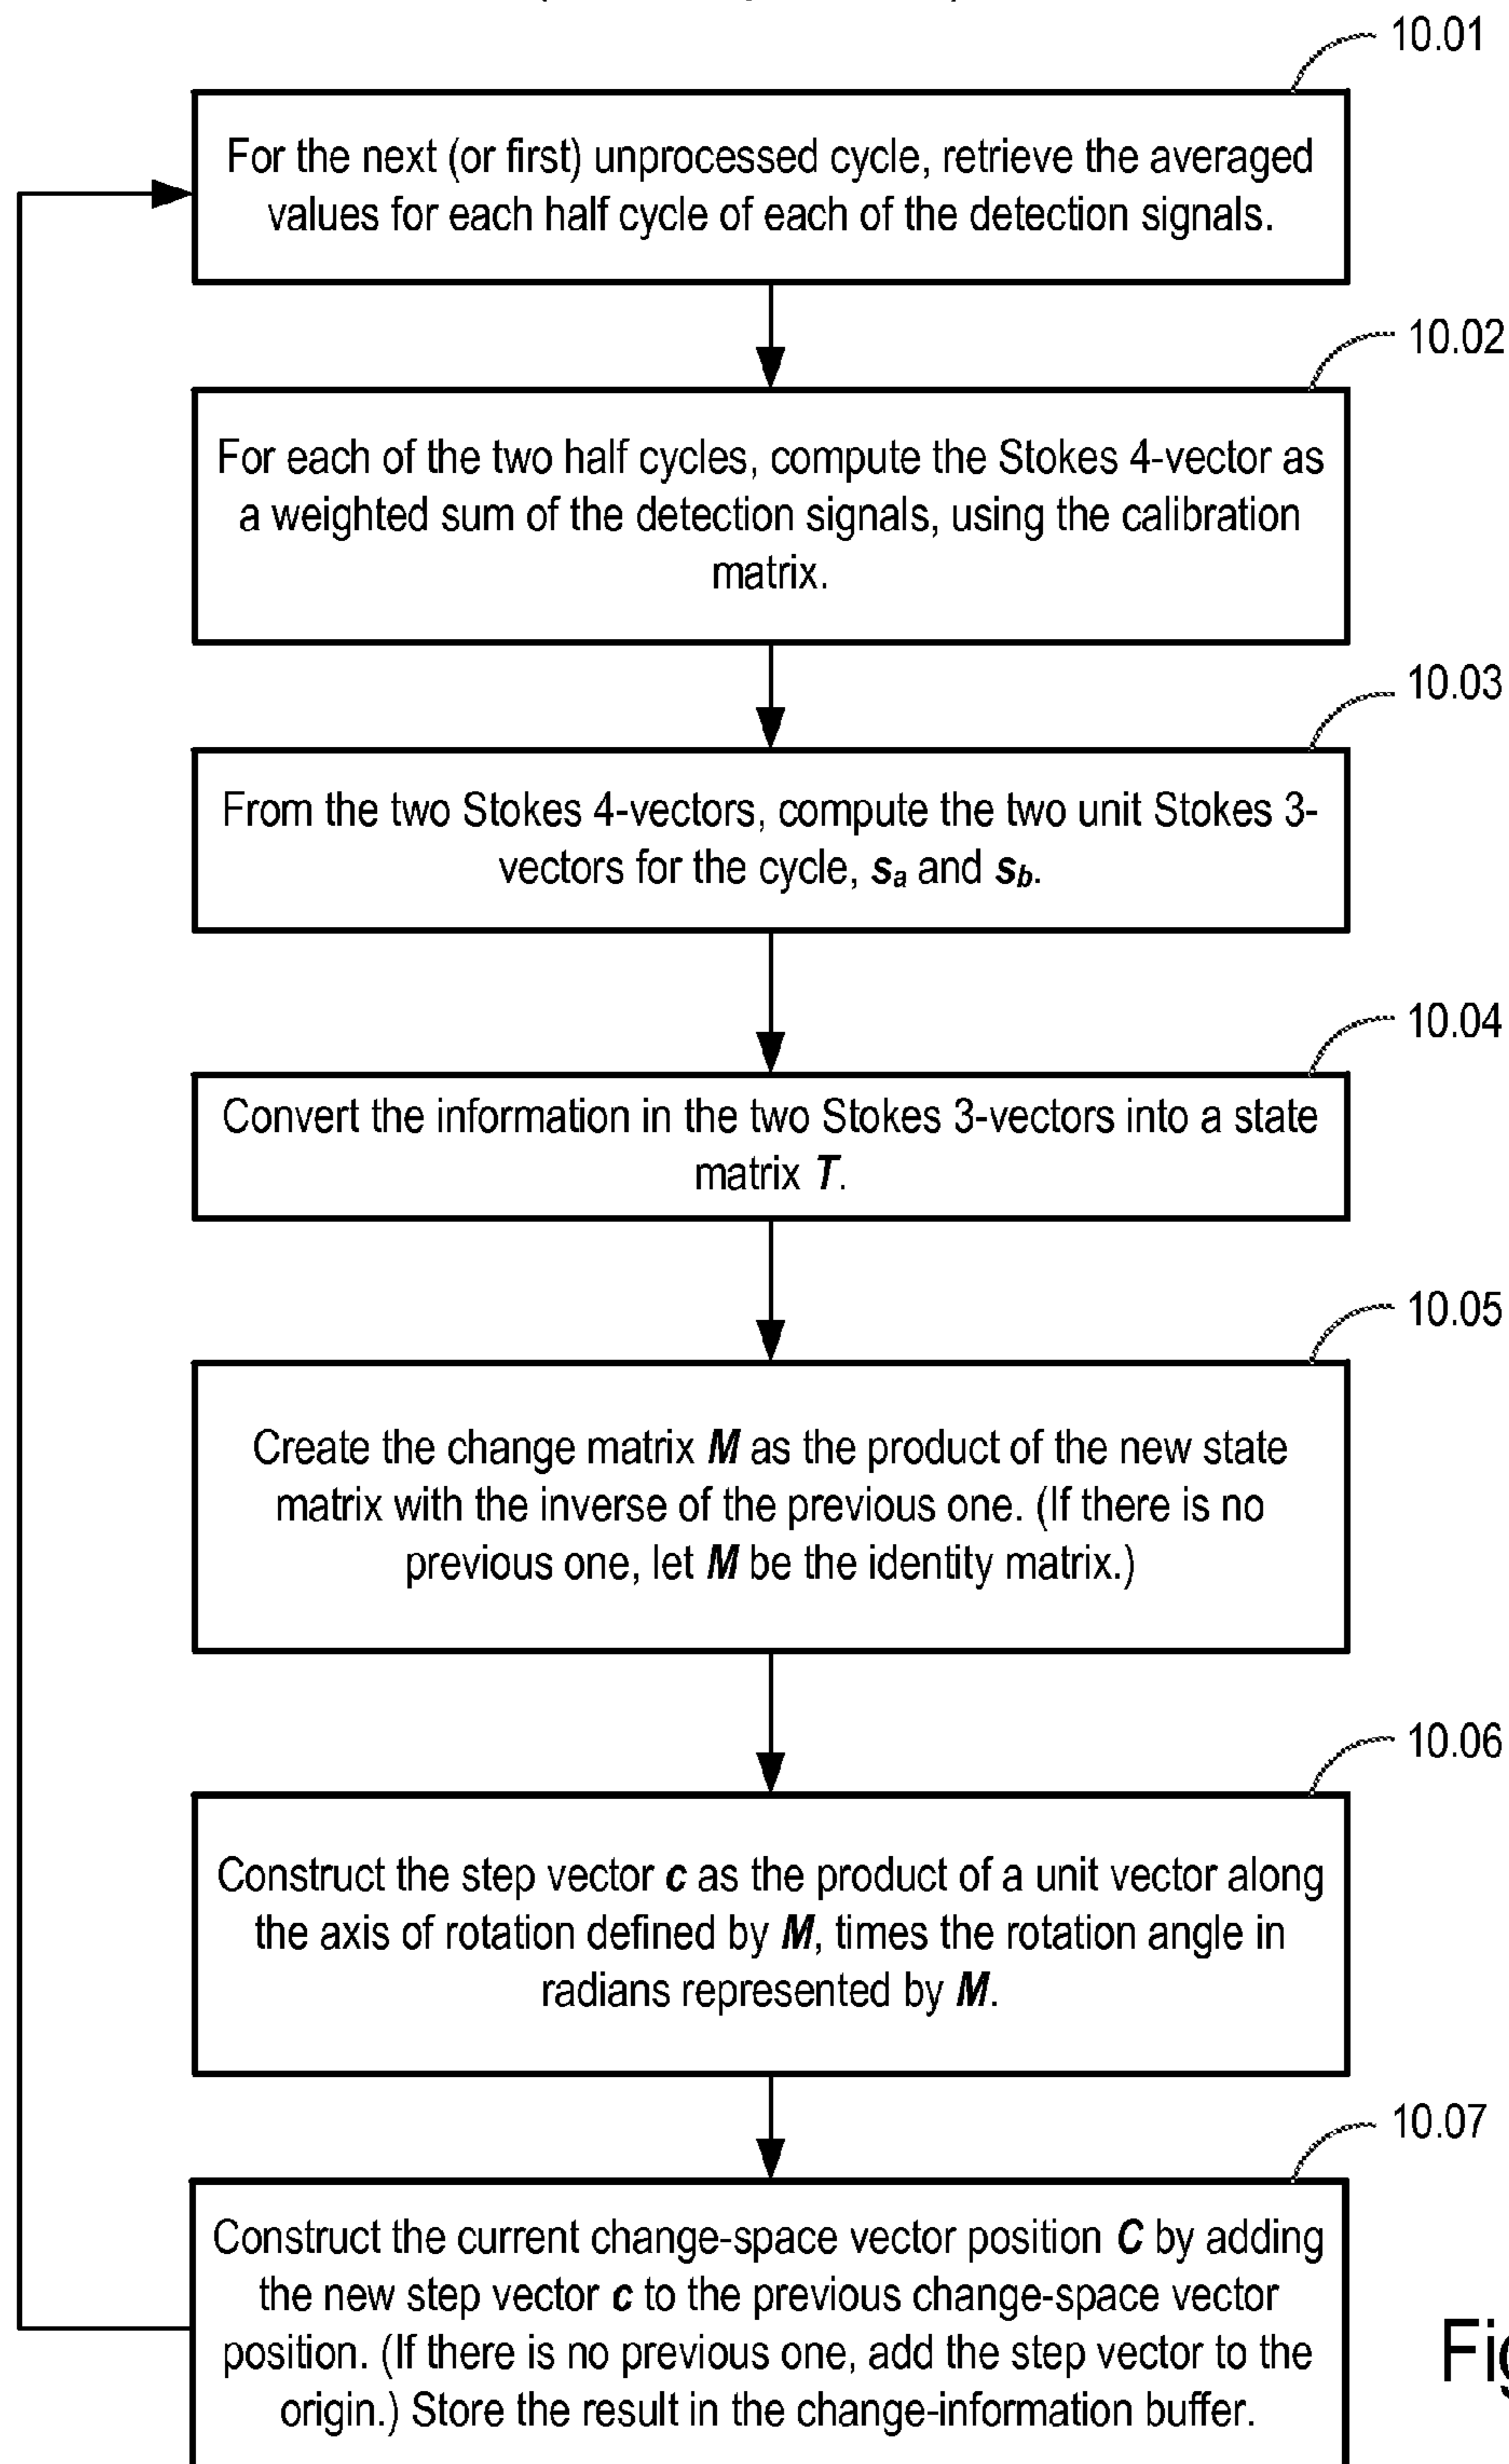 10.01
For the next (or first) unprocessed cycle, retrieve the averaged
values for each half cycle of each of the detection signals.
10.02
For each of the two half cycles, compute the Stokes 4-vector as
a weighted sum of the detection signals, using the calibration
matrix.
10.03
From the two Stokes 4-vectors, compute the two unit Stokes 3-
vectors for the cycle, sa and sb.
10.04
Convert the information in the two Stokes 3-vectors into a state
matrix T.
10.05
Create the change matrix M as the product of the new state
matrix with the inverse of the previous one. (If there is no
previous one, let M be the identity matrix.)
10.06
Construct the step vector c as the product of a unit vector along
the axis of rotation defined by M, times the rotation angle in
radians represented by M.
10.07
Construct the current change-space vector position C by adding
the new step vector c to the previous change-space vector
position. (If there is no previous one, add the step vector to the
origin.) Store the result in the change-information buffer.